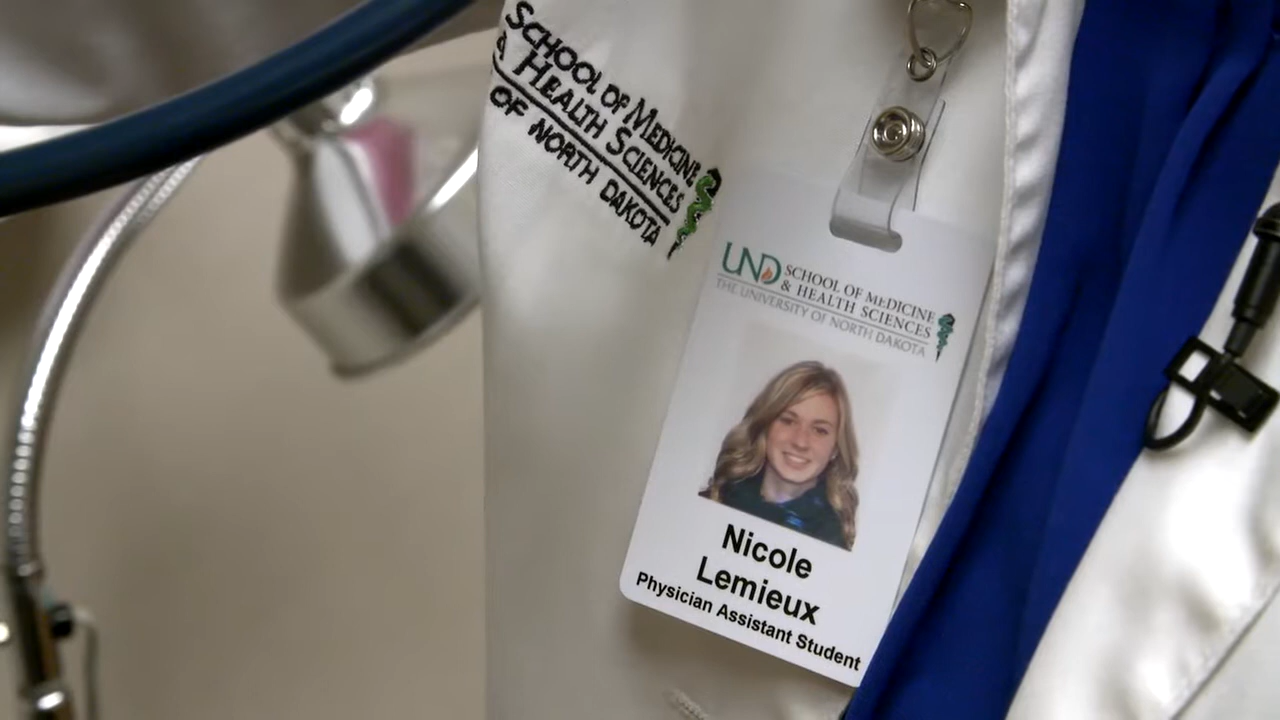 SCHOOL OF MEDICINE
& HEALTH SCIENCES
OF NORTH DAKOTA
UND SCHOOL OF MEDICINE
& HEALTH SCIENCES
THE UNIVERSITY OF NORTH DAKOTA
Nicole
Lemieux
Physician Assistant Student